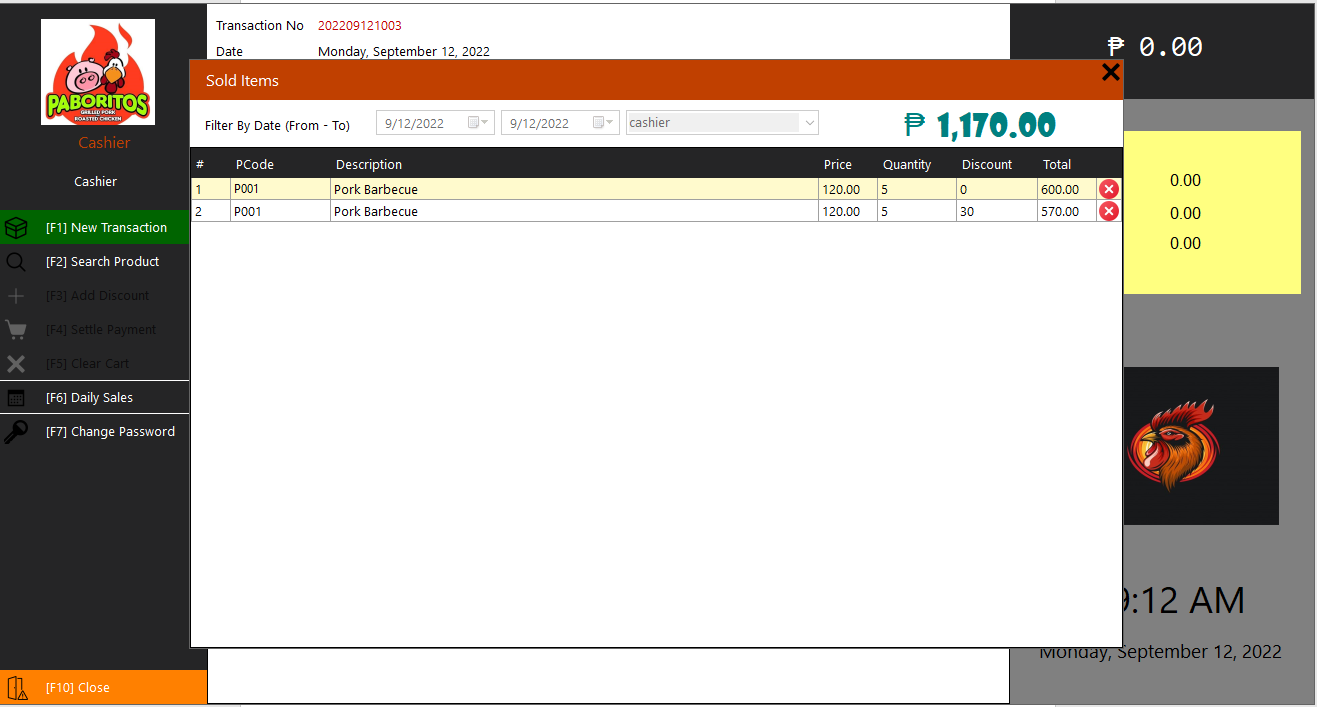 Transaction No 202209121003
Date Monday, September 12, 2022
₱ 0.00
PABORITOS
GRILLED PORK
ROASTED CHICKEN
Cashier
Cashier
[F1] New Transaction
[F2] Search Product
[F3] Add Discount
[F4] Settle Payment
[F5] Clear Cart
[F6] Daily Sales
[F7] Change Password
[F10] Close
Sold Items
Filter By Date (From - To) 9/12/2022 9/12/2022 cashier ₱ 1,170.00
# PCode Description Price Quantity Discount Total
1 P001 Pork Barbecue 120.00 5 0 600.00
2 P001 Pork Barbecue 120.00 5 30 570.00
0.00
0.00
0.00
9:12 AM
Monday, September 12, 2022